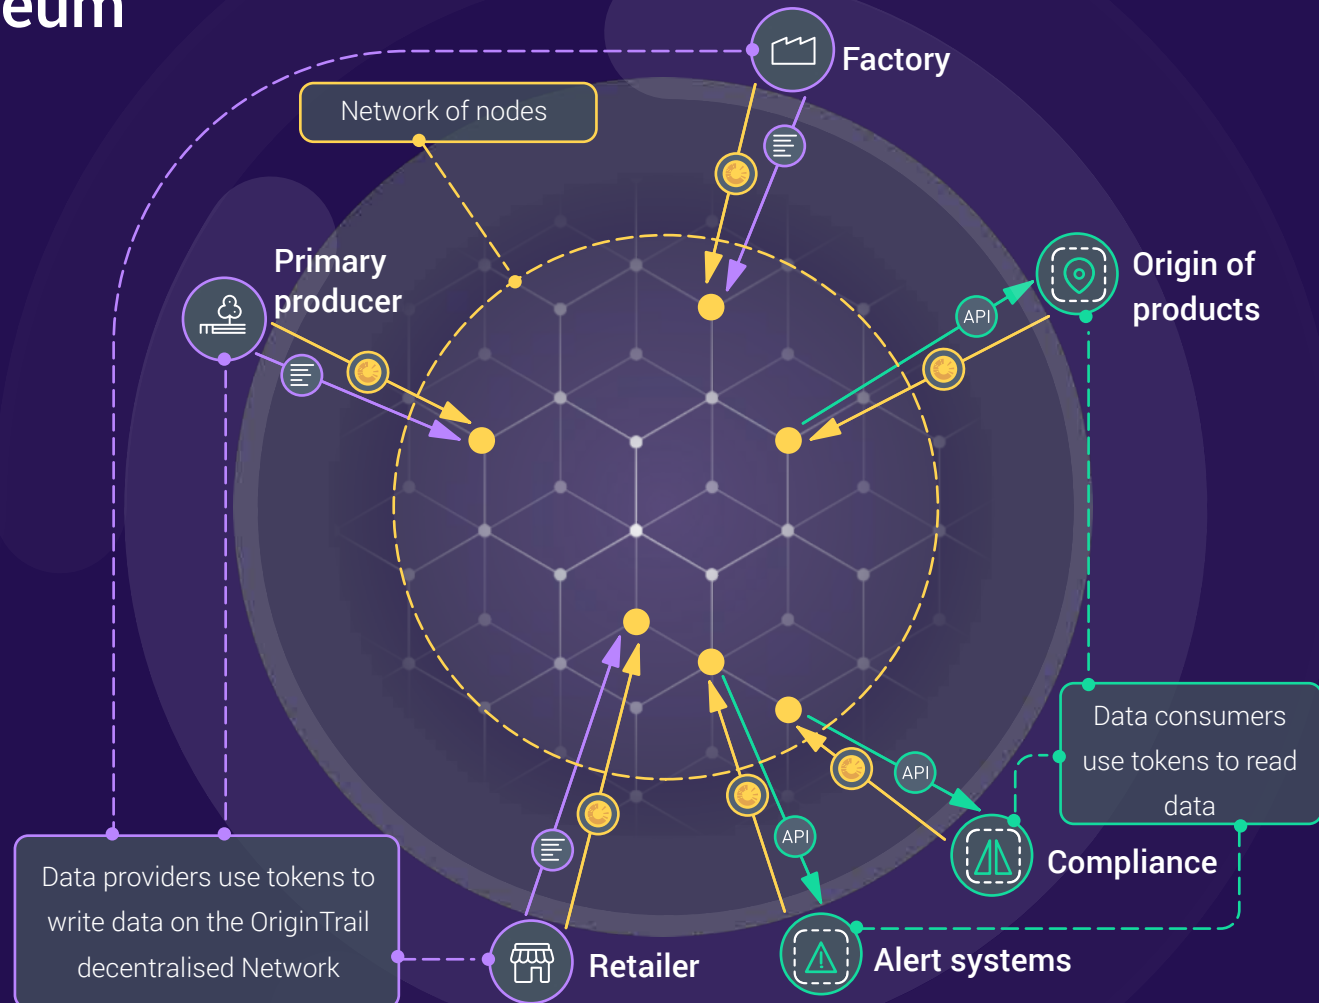 eum
Factory
Network of nodes
Primary
producer
Origin of
products
API
Data consumers
use tokens to read
data
API
API
Compliance
Data providers use tokens to
write data on the OriginTrail
decentralised Network
Retailer
Alert systems